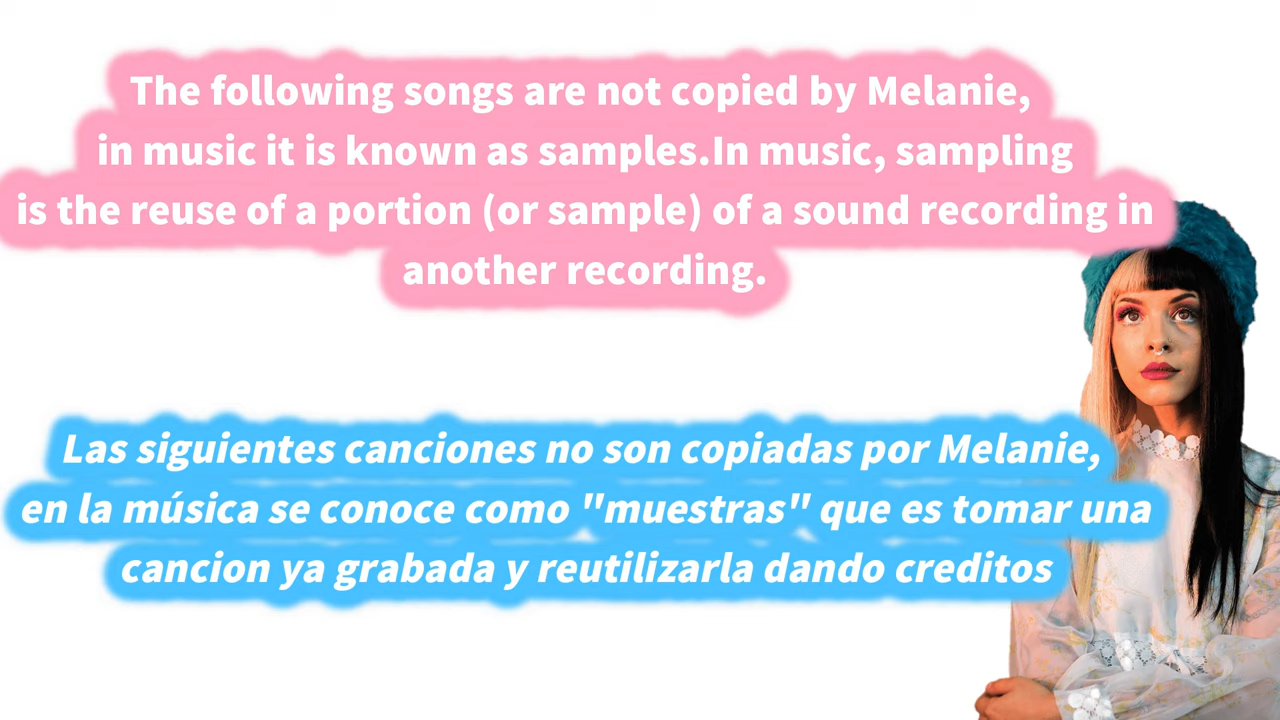 The following songs are not copied by Melanie,
in music it is known as samples.In music, sampling
is the reuse of a portion (or sample) of a sound recording in
another recording.
Las siguientes canciones no son copiadas por Melanie,
en la música se conoce como "muestras" que es tomar una
cancion ya grabada y reutilizarla dando creditos